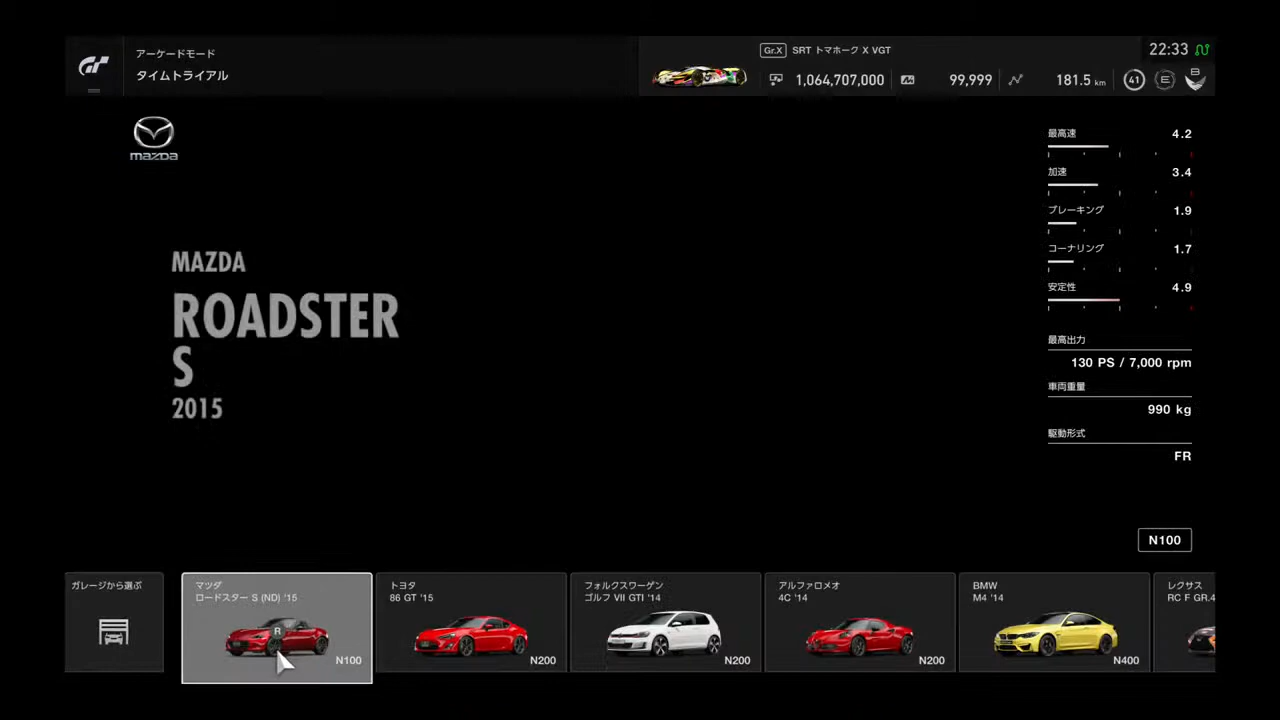 アーケードモード
タイムトライアル
Gr.X SRT トマホーク X VGT
1,064,707,000
99,999
181.5 km
22:33
41
E
B
mazda
MAZDA
ROADSTER
S
2015
最高速 4.2
加速 3.4
ブレーキング 1.9
コーナリング 1.7
安定性 4.9
最高出力
130 PS / 7,000 rpm
車両重量
990 kg
駆動形式
FR
N100
ガレージから選ぶ
マツダ
ロードスター S (ND) '15
R
N100
トヨタ
86 GT '15
N200
フォルクスワーゲン
ゴルフ VII GTI '14
N200
アルファロメオ
4C '14
N200
BMW
M4 '14
N400
レクサス
RC F GR.4